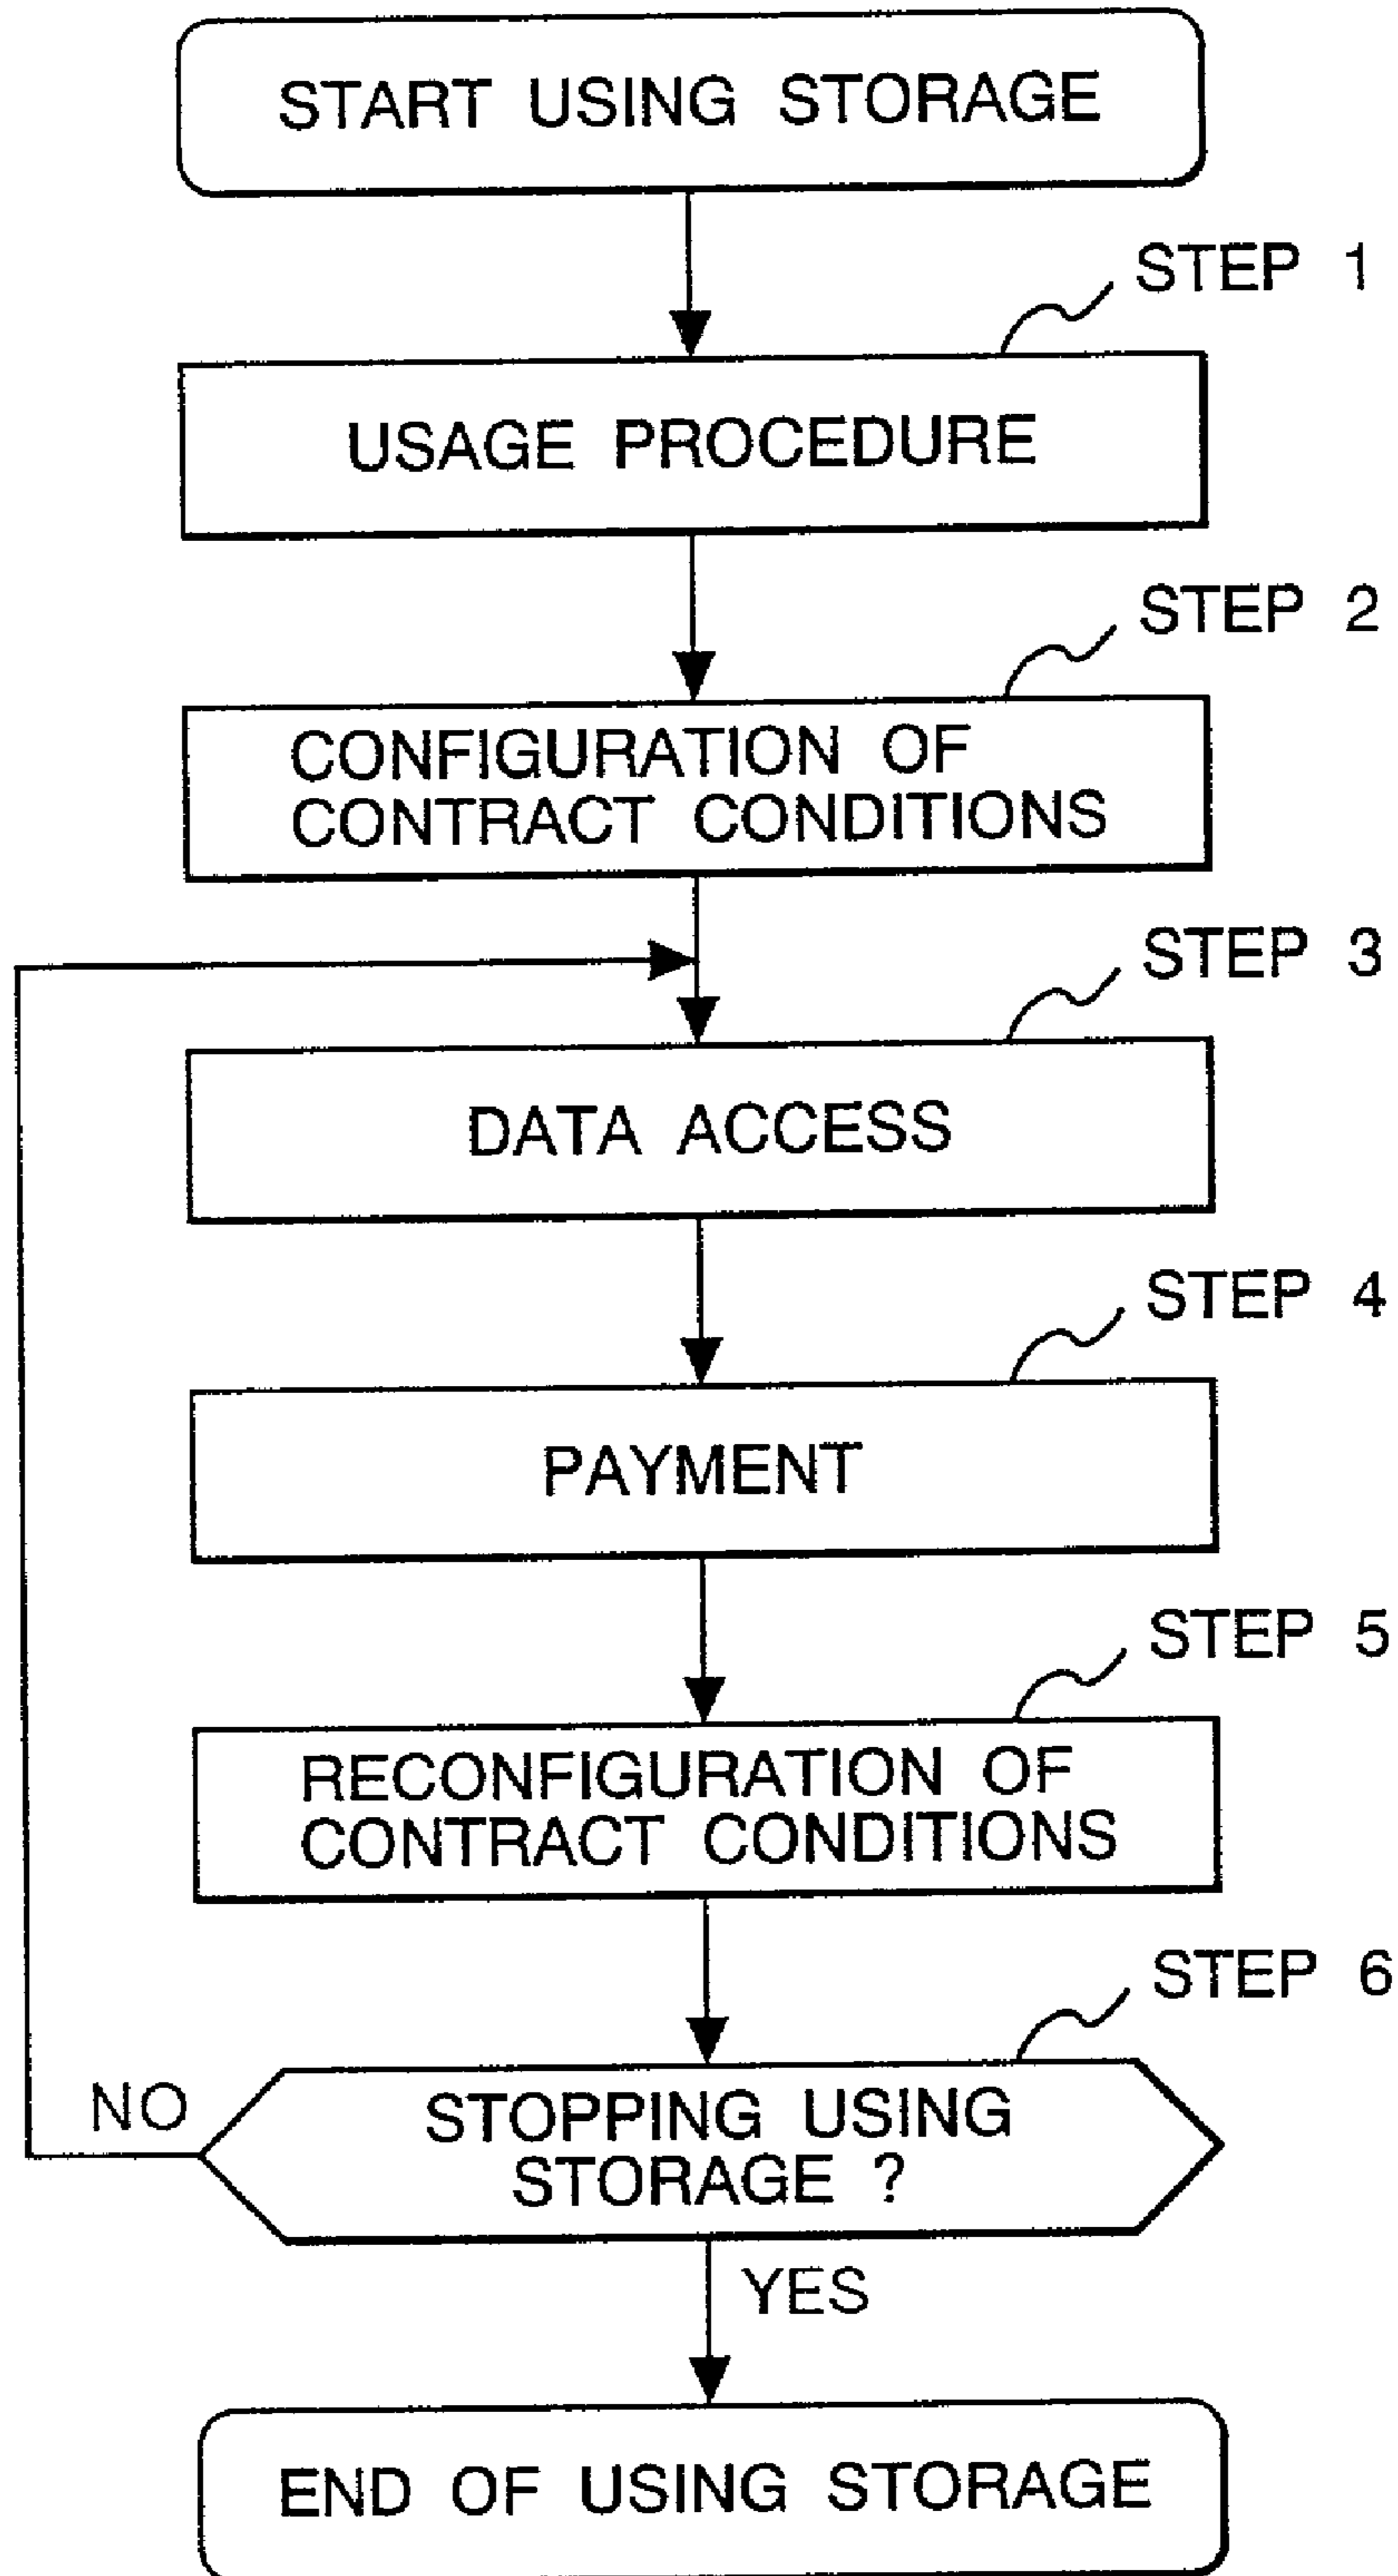 START USING STORAGE
STEP 1
USAGE PROCEDURE
STEP 2
CONFIGURATION OF
CONTRACT CONDITIONS
STEP 3
DATA ACCESS
STEP 4
PAYMENT
STEP 5
RECONFIGURATION OF
CONTRACT CONDITIONS
STEP 6
NO
STOPPING USING
STORAGE ?
YES
END OF USING STORAGE